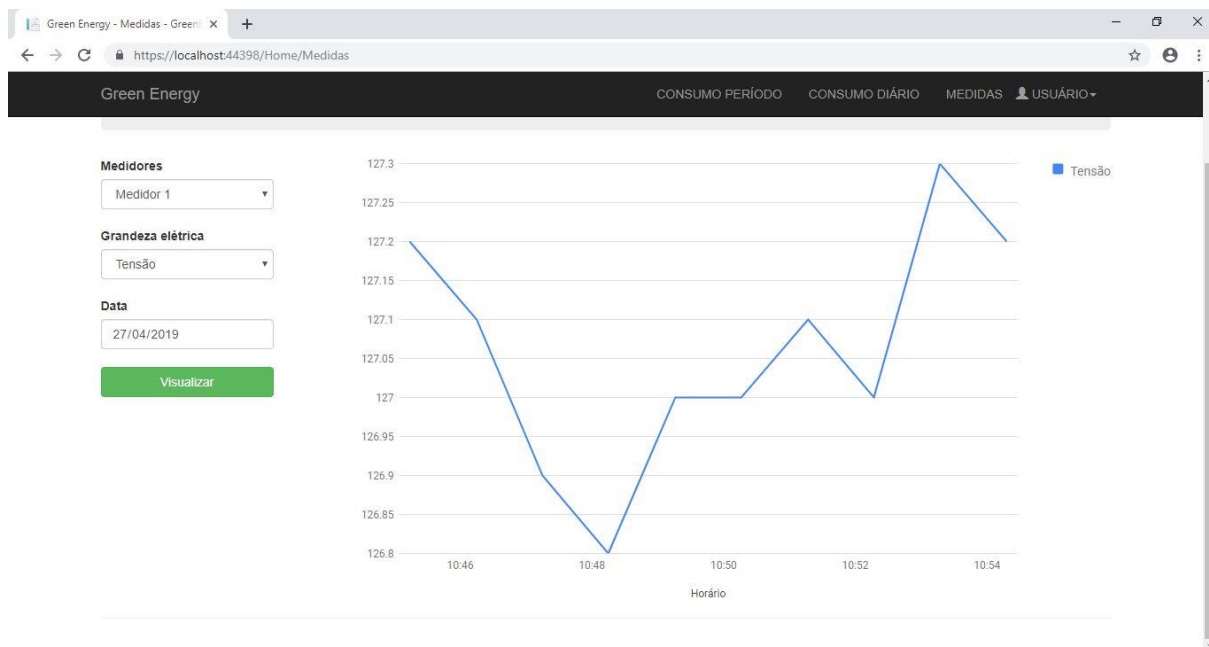 Green Energy - Medidas - Green
https://localhost:44398/Home/Medidas
Green Energy CONSUMO PERÍODO CONSUMO DIÁRIO MEDIDAS USUÁRIO
Medidores
Medidor 1
Grandeza elétrica
Tensão
Data
27/04/2019
Visualizar
127.3
127.25
127.2
127.15
127.1
127.05
127
126.95
126.9
126.85
126.8
10:46 10:48 10:50 10:52 10:54
Horário
Tensão